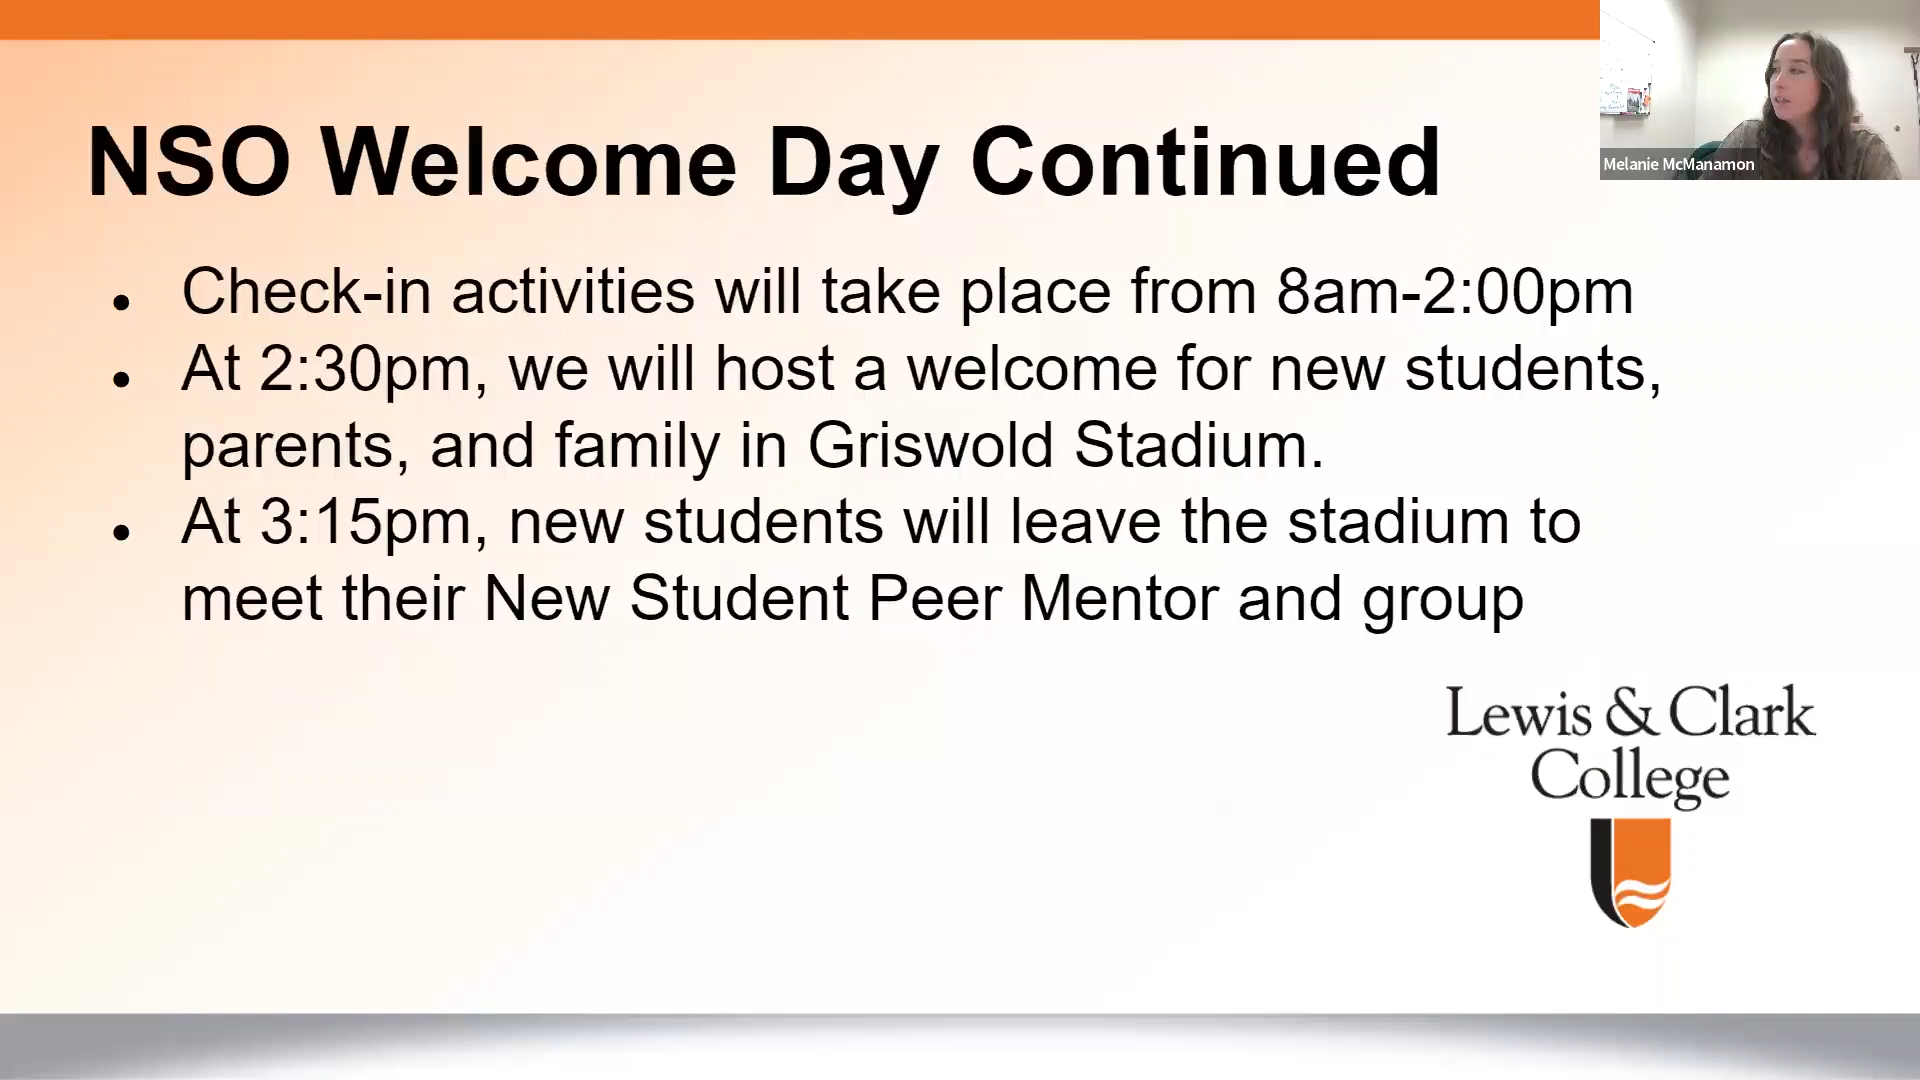 NSO Welcome Day Continued
Melanie McManamon
• Check-in activities will take place from 8am-2:00pm
• At 2:30pm, we will host a welcome for new students,
parents, and family in Griswold Stadium.
• At 3:15pm, new students will leave the stadium to
meet their New Student Peer Mentor and group
Lewis & Clark
College